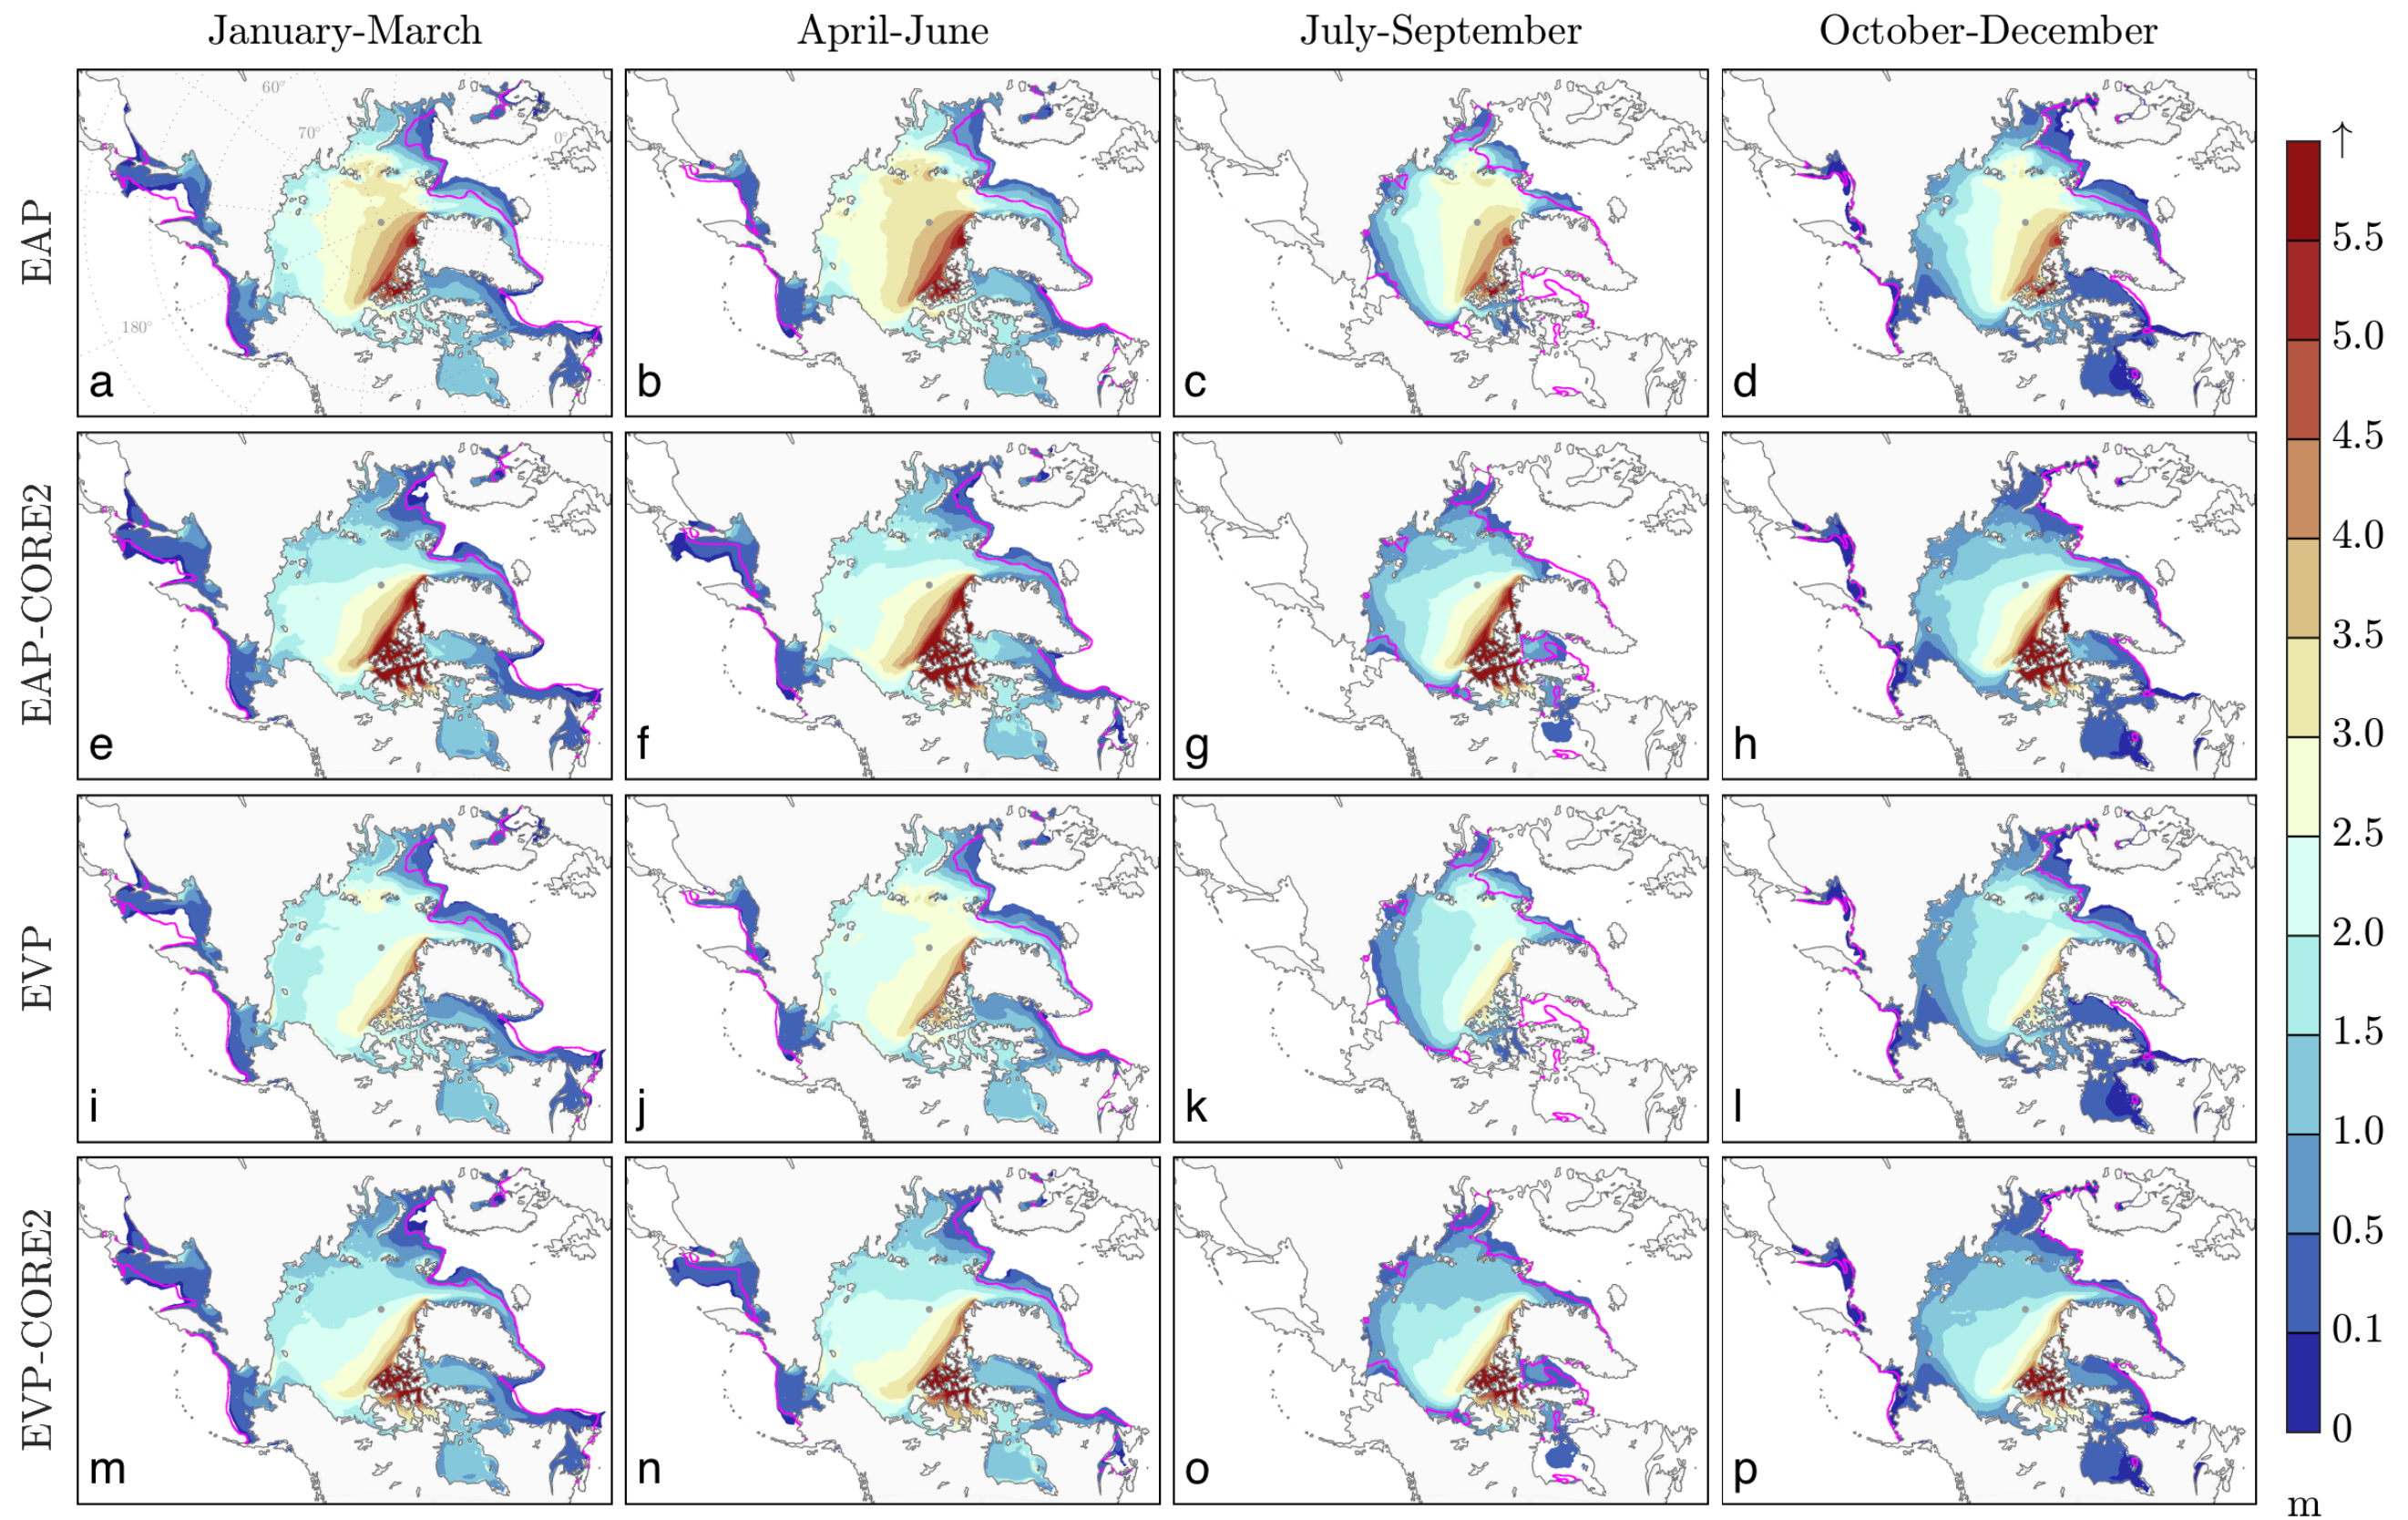 January-March April-June July-September October-December
EAP
60°
70°
0°
180°
a b c d
EAP-CORE2
e f g h
EVP
i j k l
EVP-CORE2
m n o p
↑
5.5
5.0
4.5
4.0
3.5
3.0
2.5
2.0
1.5
1.0
0.5
0.1
0
m